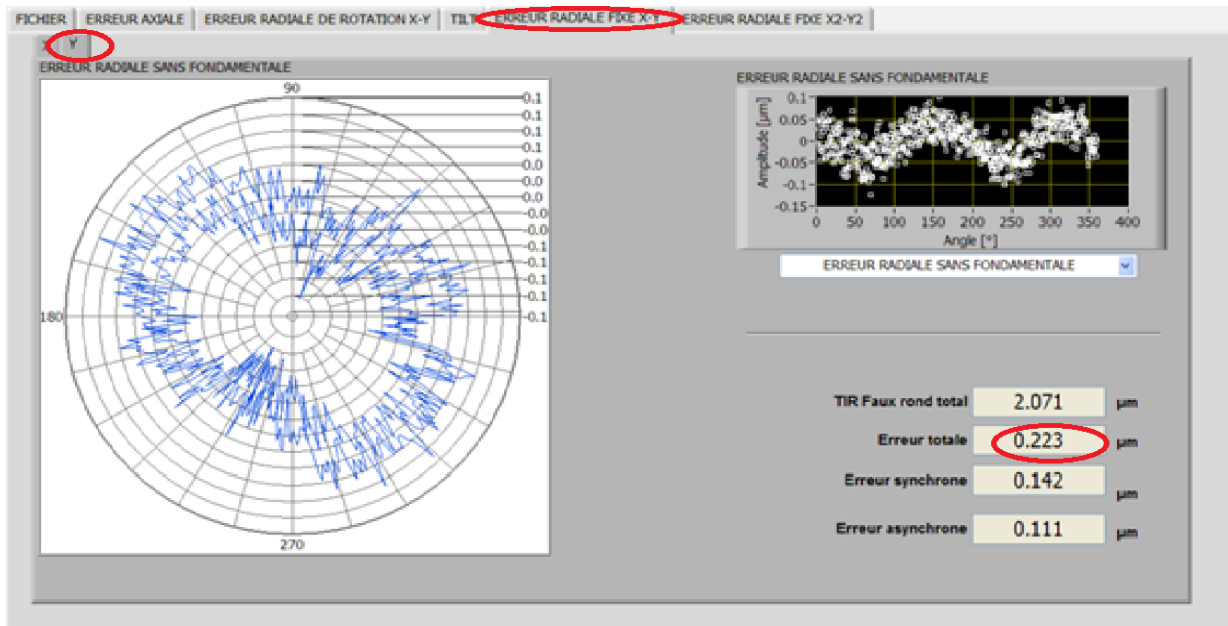 FICHIER ERREUR AXIALE ERREUR RADIALE DE ROTATION X-Y TILT ERREUR RADIALE FIXE X-Y ERREUR RADIALE FIXE X2-Y2
X Y
ERREUR RADIALE SANS FONDAMENTALE
90
0.1
0.1
0.1
0.1
0.0
0.0
0.0
-0.0
-0.0
-0.1
-0.1
-0.1
-0.1
-0.1
180
270
ERREUR RADIALE SANS FONDAMENTALE
Amplitude [µm]
0.1
0.05
0
-0.05
-0.1
-0.15
0 50 100 150 200 250 300 350 400
Angle [°]
ERREUR RADIALE SANS FONDAMENTALE
TIR Faux rond total 2.071 µm
Erreur totale 0.223 µm
Erreur synchrone 0.142 µm
Erreur asynchrone 0.111 µm